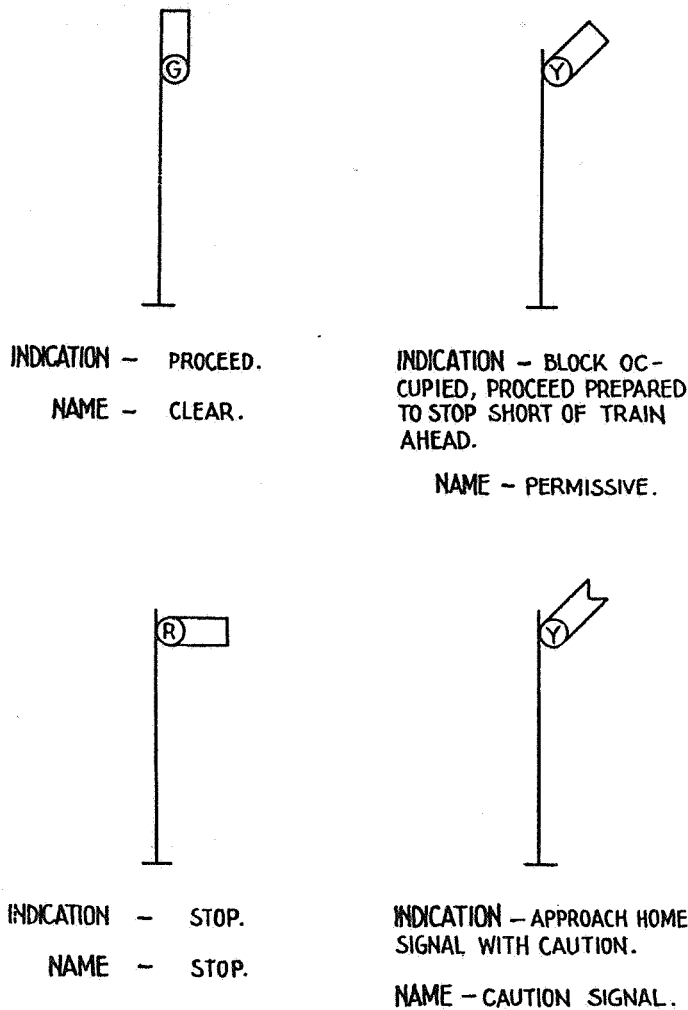 G
Y
INDICATION – PROCEED.
NAME – CLEAR.
INDICATION – BLOCK OC-
CUPIED, PROCEED PREPARED
TO STOP SHORT OF TRAIN
AHEAD.
NAME – PERMISSIVE.
R
Y
INDICATION – STOP.
NAME – STOP.
INDICATION – APPROACH HOME
SIGNAL WITH CAUTION.
NAME – CAUTION SIGNAL.